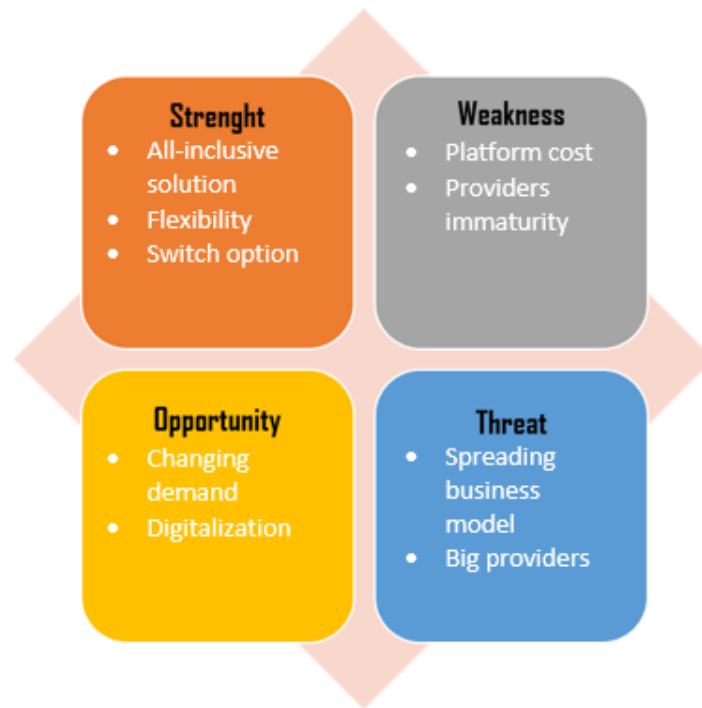 Strenght
• All-inclusive
solution
• Flexibility
• Switch option
Weakness
• Platform cost
• Providers
immaturity
Opportunity
• Changing
demand
• Digitalization
Threat
• Spreading
business
model
• Big providers